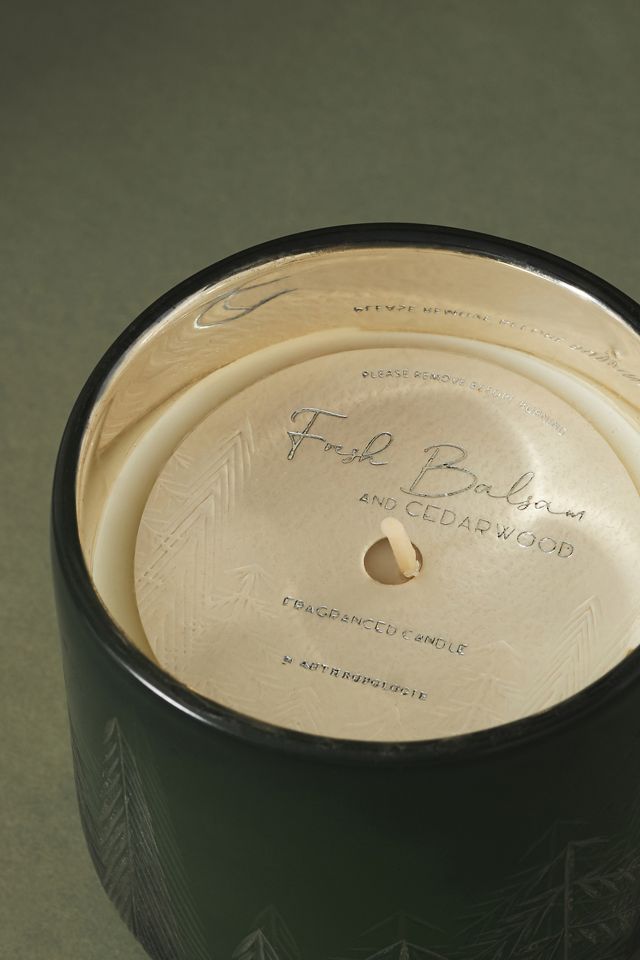 PLEASE REMOVE BEFORE BURNING
Fresh Balsam
AND CEDARWOOD
FRAGRANCED CANDLE
ANTHROPOLOGIE